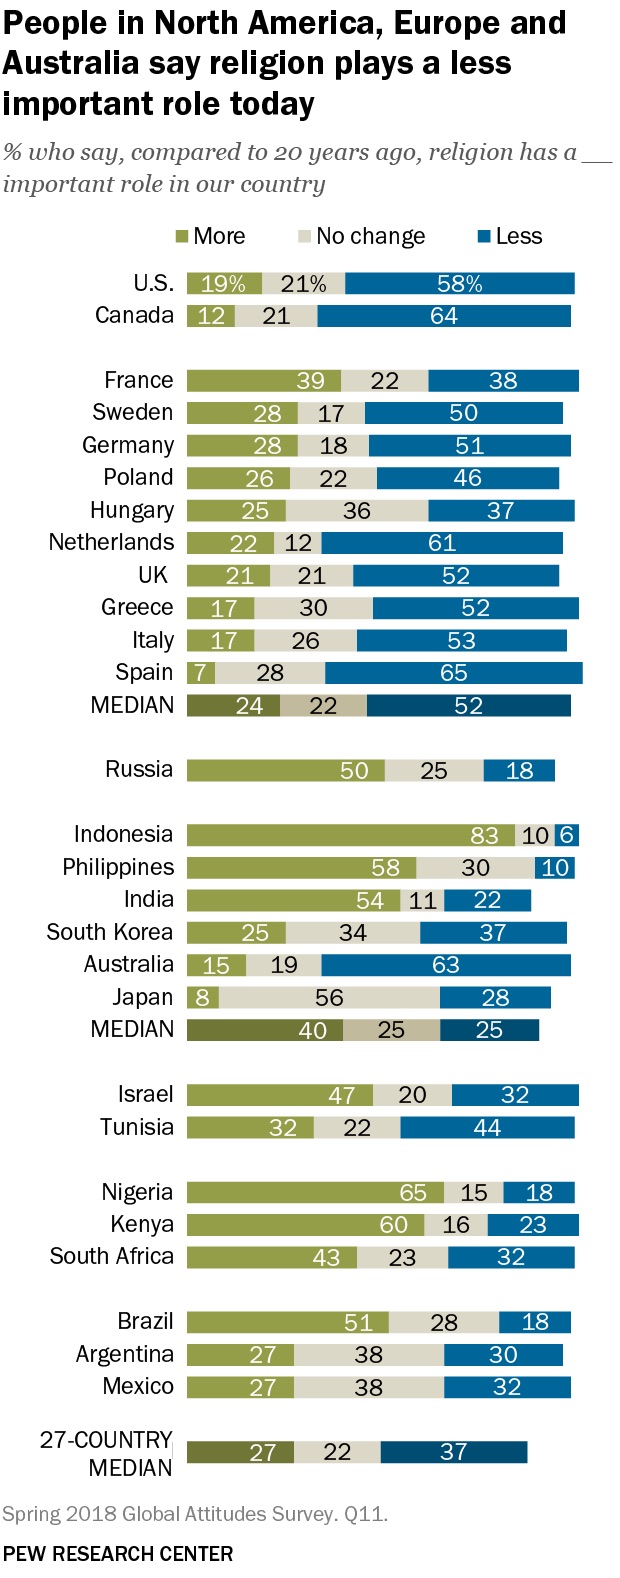 People in North America, Europe and
Australia say religion plays a less
important role today
% who say, compared to 20 years ago, religion has a __
important role in our country
More No change Less
U.S. 19% 21% 58%
Canada 12 21 64
France 39 22 38
Sweden 28 17 50
Germany 28 18 51
Poland 26 22 46
Hungary 25 36 37
Netherlands 22 12 61
UK 21 21 52
Greece 17 30 52
Italy 17 26 53
Spain 7 28 65
MEDIAN 24 22 52
Russia 50 25 18
Indonesia 83 10 6
Philippines 58 30 10
India 54 11 22
South Korea 25 34 37
Australia 15 19 63
Japan 8 56 28
MEDIAN 40 25 25
Israel 47 20 32
Tunisia 32 22 44
Nigeria 65 15 18
Kenya 60 16 23
South Africa 43 23 32
Brazil 51 28 18
Argentina 27 38 30
Mexico 27 38 32
27-COUNTRY
MEDIAN 27 22 37
Spring 2018 Global Attitudes Survey. Q11.
PEW RESEARCH CENTER